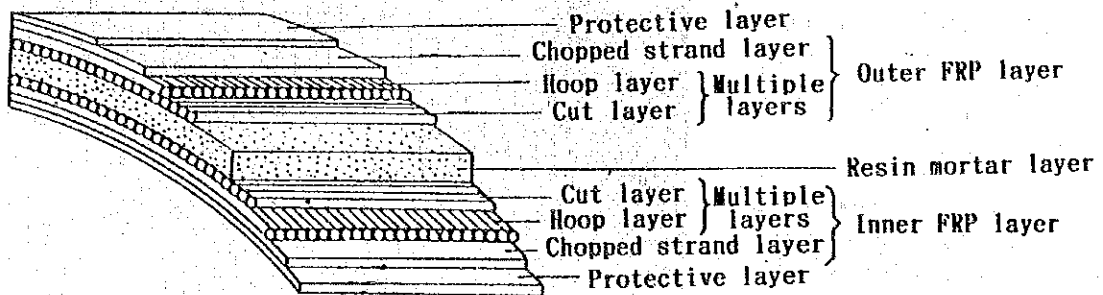 Protective layer
Chopped strand layer
Hoop layer
Cut layer
Multiple
layers
Outer FRP layer
Resin mortar layer
Cut layer
Hoop layer
Multiple
layers
Chopped strand layer
Inner FRP layer
Protective layer